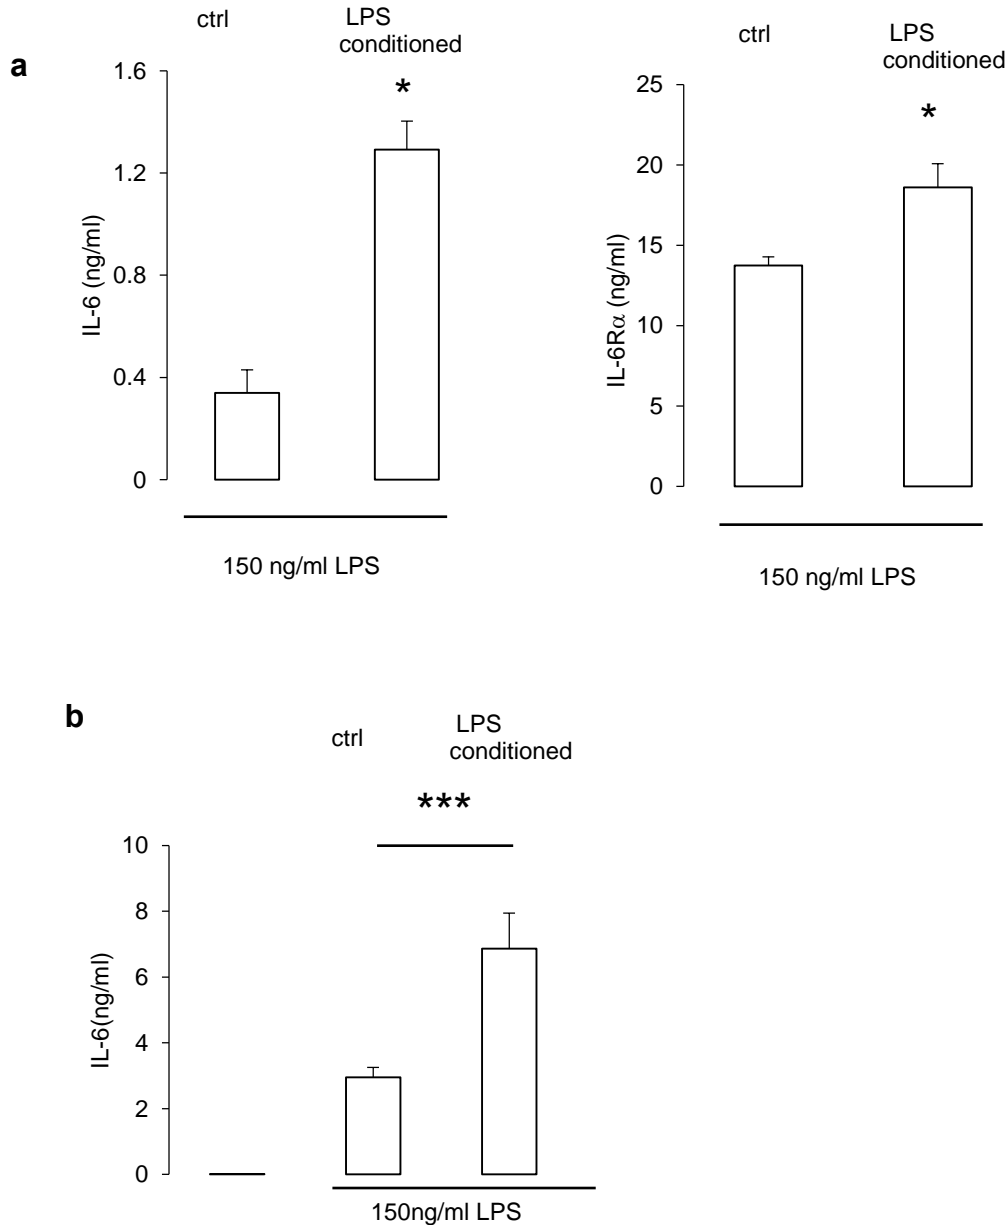 a
ctrl
LPS
conditioned
*
1.6
1.2
0.8
0.4
0
IL-6 (ng/ml)
150 ng/ml LPS
ctrl
LPS
conditioned
*
25
20
15
10
5
0
IL-6Rα (ng/ml)
150 ng/ml LPS
b
ctrl
LPS
conditioned
***
10
8
6
4
2
0
IL-6(ng/ml)
150ng/ml LPS